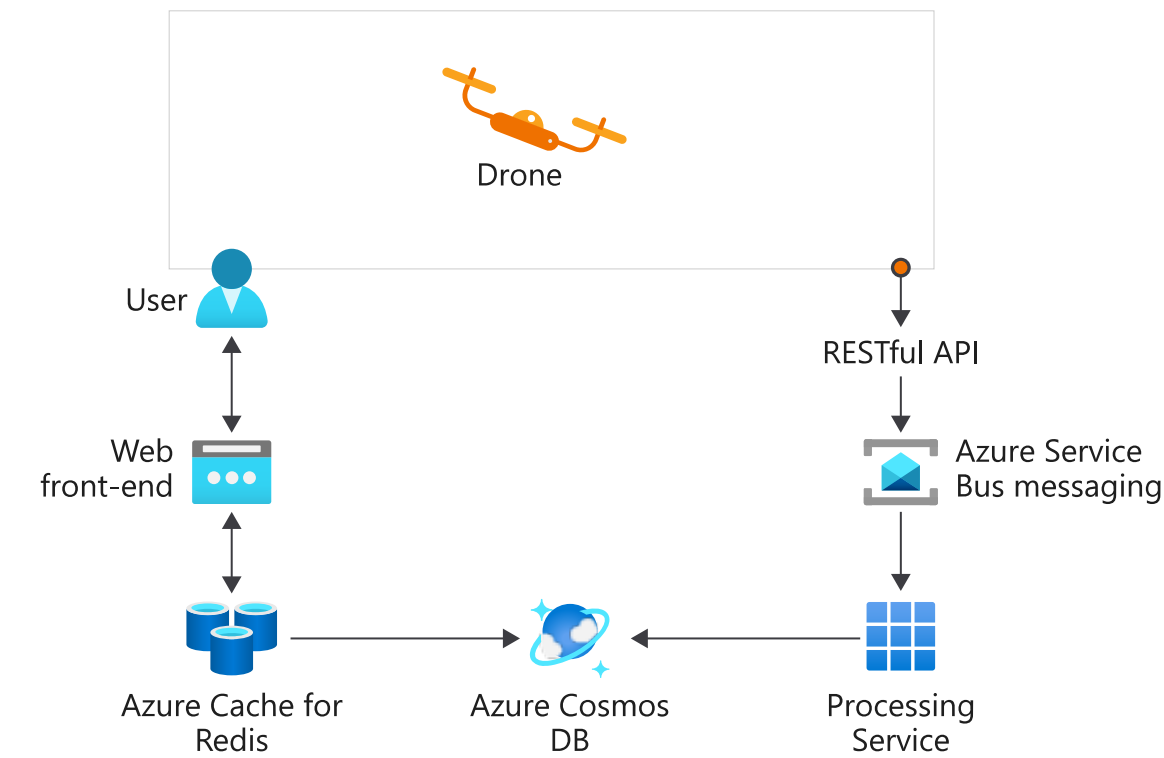 Drone
User
RESTful API
Web
front-end
Azure Service
Bus messaging
Azure Cache for
Redis
Azure Cosmos
DB
Processing
Service